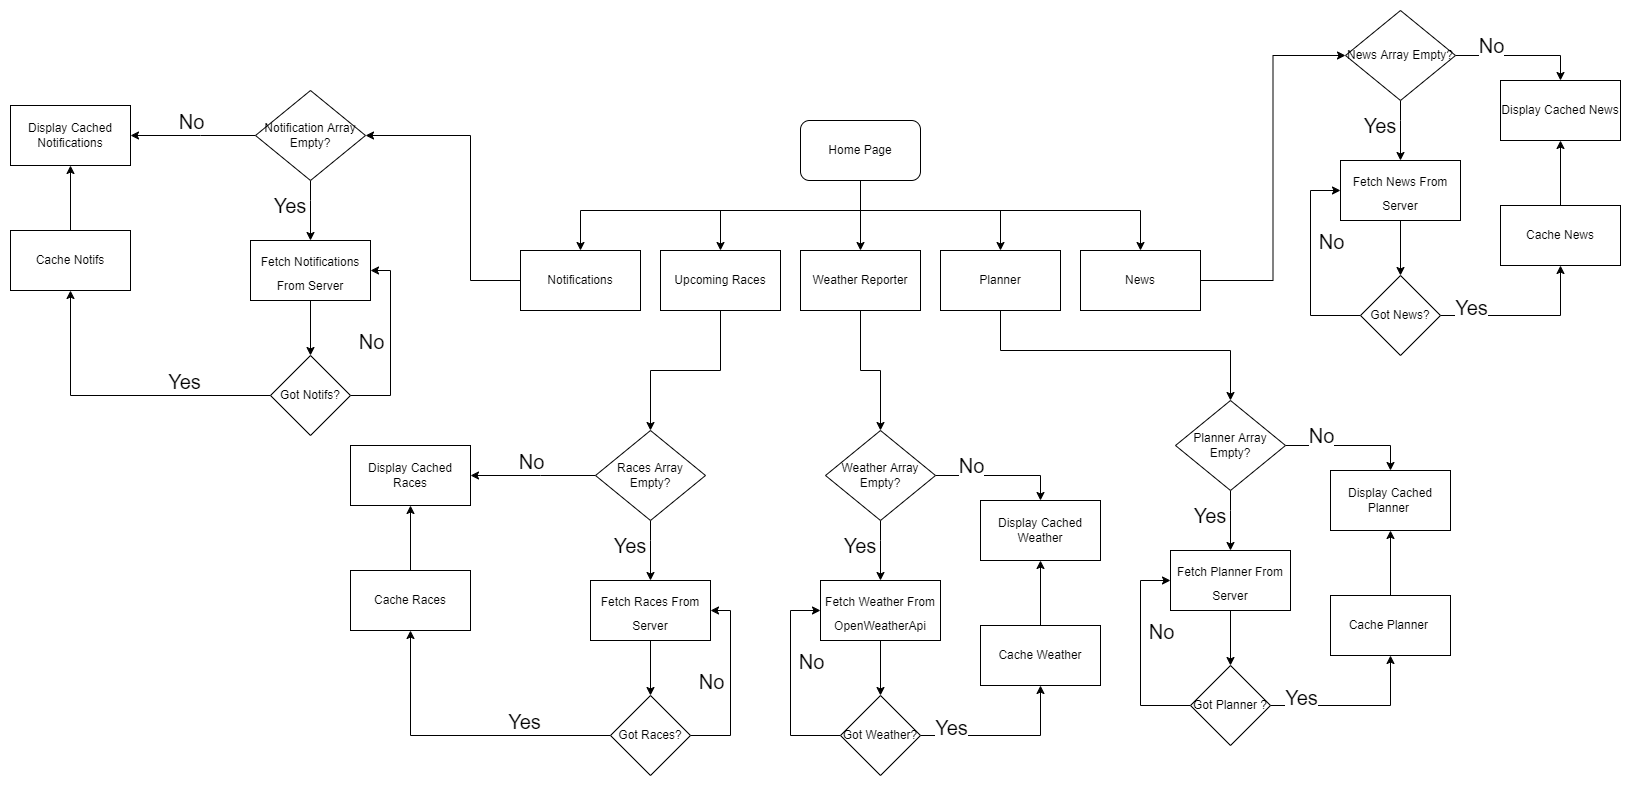 Home Page
Notifications
Upcoming Races
Weather Reporter
Planner
News
Notification Array
Empty?
No
Display Cached
Notifications
Yes
Fetch Notifications
From Server
No
Got Notifs?
Yes
Cache Notifs
Races Array
Empty?
No
Display Cached
Races
Yes
Fetch Races From
Server
No
Got Races?
Yes
Cache Races
Weather Array
Empty?
No
Display Cached
Weather
Yes
Fetch Weather From
OpenWeatherApi
No
Got Weather?
Yes
Cache Weather
Planner Array
Empty?
No
Display Cached
Planner
Yes
Fetch Planner From
Server
No
Got Planner ?
Yes
Cache Planner
News Array Empty?
No
Display Cached News
Yes
Fetch News From
Server
No
Got News?
Yes
Cache News